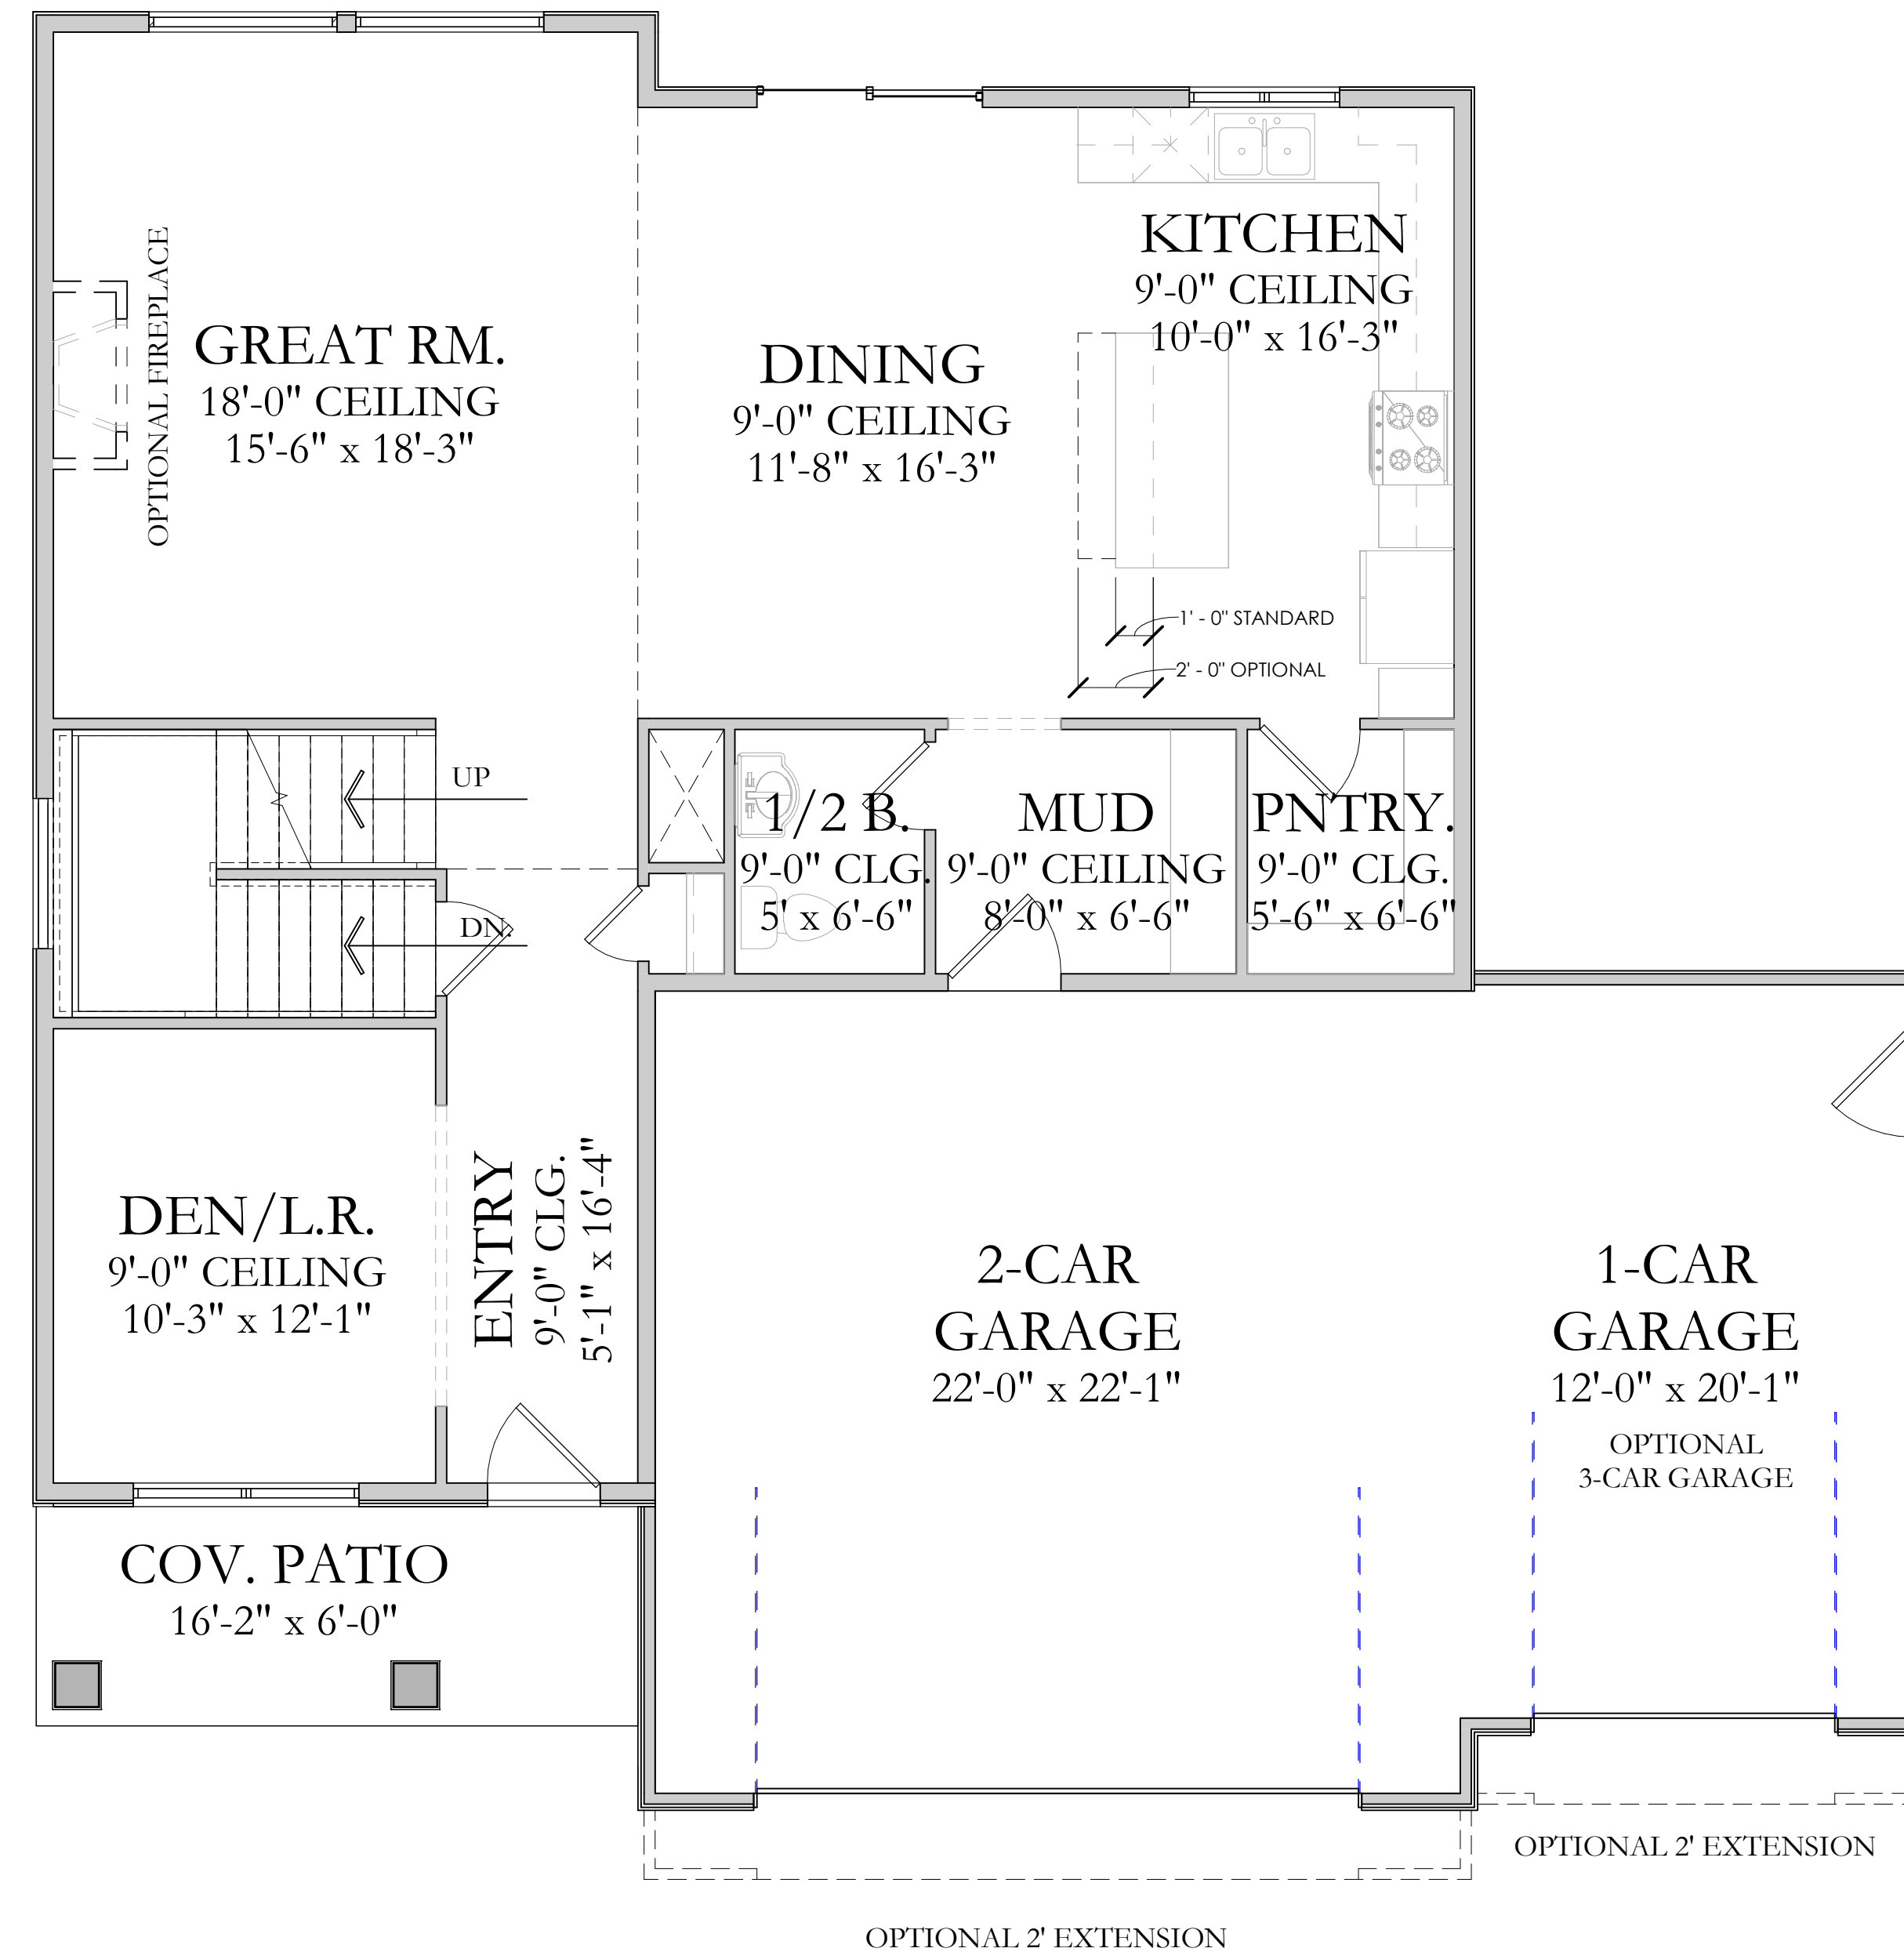 KITCHEN
9'-0" CEILING
10'-0" x 16'-3"
OPTIONAL FIREPLACE
GREAT RM.
18'-0" CEILING
15'-6" x 18'-3"
DINING
9'-0" CEILING
11'-8" x 16'-3"
1' - 0" STANDARD
2' - 0" OPTIONAL
UP
DN.
1/2 B.
9'-0" CLG.
5' x 6'-6"
MUD
9'-0" CEILING
8'-0" x 6'-6"
PNTRY.
9'-0" CLG.
5'-6" x 6'-6"
DEN/L.R.
9'-0" CEILING
10'-3" x 12'-1"
ENTRY
9'-0" CLG.
5'-1" x 16'-4"
2-CAR
GARAGE
22'-0" x 22'-1"
1-CAR
GARAGE
12'-0" x 20'-1"
OPTIONAL
3-CAR GARAGE
COV. PATIO
16'-2" x 6'-0"
OPTIONAL 2' EXTENSION
OPTIONAL 2' EXTENSION